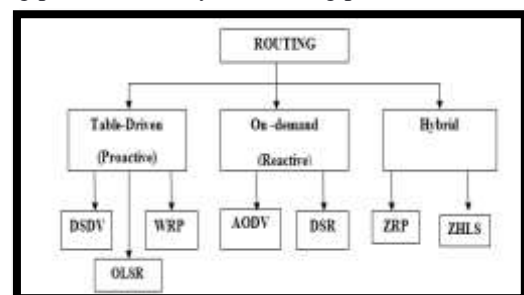 ROUTING
Table-Driven
(Proactive)
On -demand
(Reactive)
Hybrid
DSDV
WRP
AODV
DSR
ZRP
ZHLS
OLSR